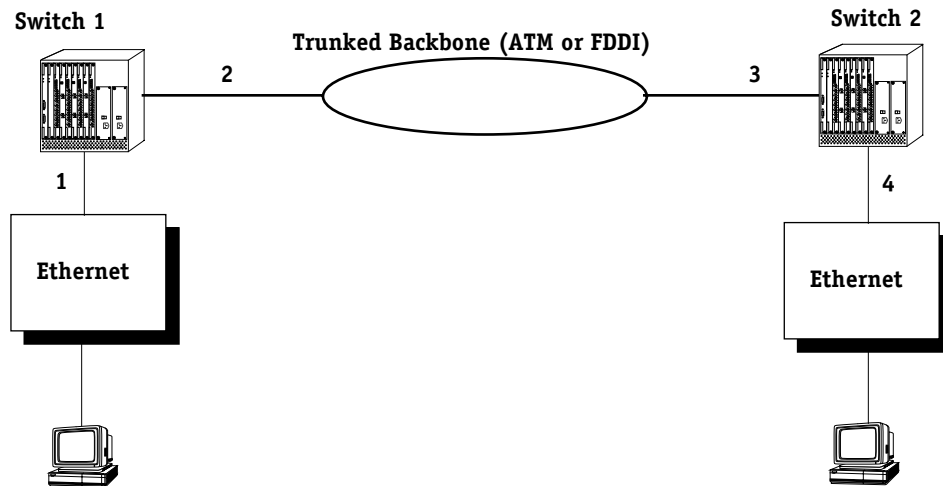 Switch 1
Switch 2
Trunked Backbone (ATM or FDDI)
2
3
1
4
Ethernet
Ethernet